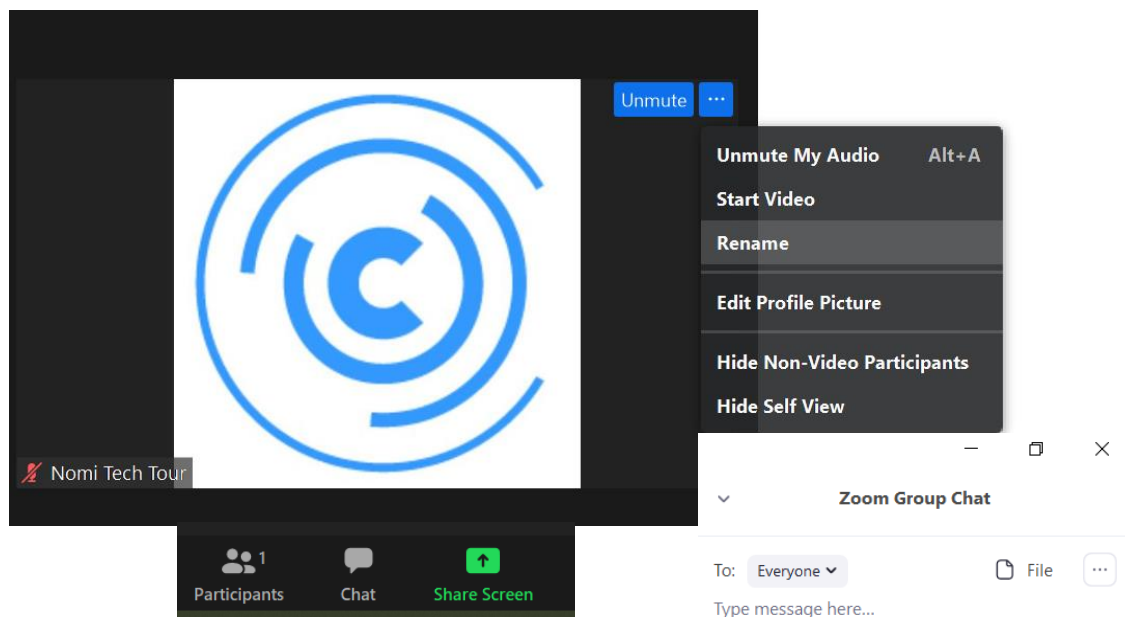 Unmute ...
Unmute My Audio Alt+A
Start Video
Rename
Edit Profile Picture
Hide Non-Video Participants
Hide Self View
Nomi Tech Tour
Zoom Group Chat
1
Participants Chat Share Screen
To: Everyone File ...
Type message here...